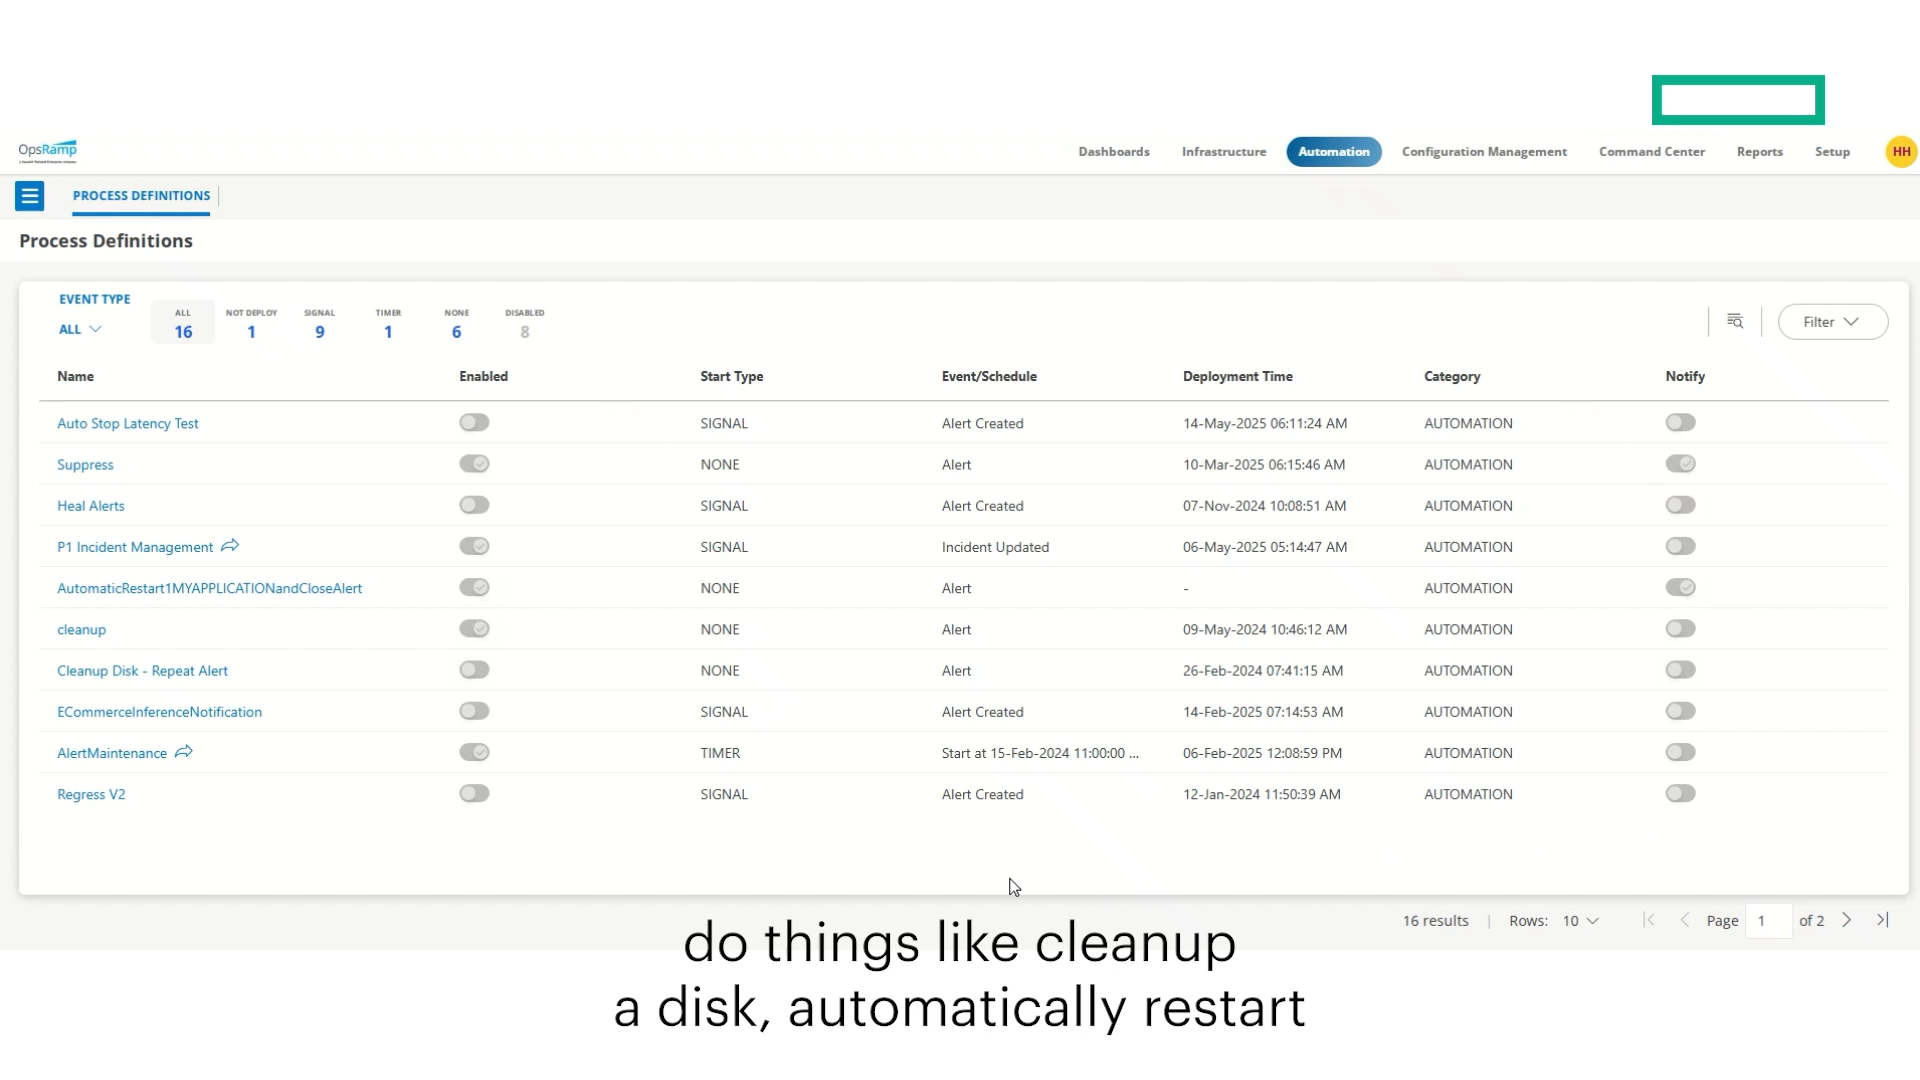 OpsRamp
Dashboards Infrastructure Automation Configuration Management Command Center Reports Setup HH
PROCESS DEFINITIONS
Process Definitions
EVENT TYPE
ALL
ALL NOT DEPLOY SIGNAL TIMER NONE DISABLED
16 1 9 1 6 8
Filter
Name Enabled Start Type Event/Schedule Deployment Time Category Notify
Auto Stop Latency Test SIGNAL Alert Created 14-May-2025 06:11:24 AM AUTOMATION
Suppress NONE Alert 10-Mar-2025 06:15:46 AM AUTOMATION
Heal Alerts SIGNAL Alert Created 07-Nov-2024 10:08:51 AM AUTOMATION
P1 Incident Management SIGNAL Incident Updated 06-May-2025 05:14:47 AM AUTOMATION
AutomaticRestart1MYAPPLICATIONandCloseAlert NONE Alert - AUTOMATION
cleanup NONE Alert 09-May-2024 10:46:12 AM AUTOMATION
Cleanup Disk - Repeat Alert NONE Alert 26-Feb-2024 07:41:15 AM AUTOMATION
ECommerceInferenceNotification SIGNAL Alert Created 14-Feb-2025 07:14:53 AM AUTOMATION
AlertMaintenance TIMER Start at 15-Feb-2024 11:00:00 ... 06-Feb-2025 12:08:59 PM AUTOMATION
Regress V2 SIGNAL Alert Created 12-Jan-2024 11:50:39 AM AUTOMATION
16 results | Rows: 10 Page 1 of 2
do things like cleanup
a disk, automatically restart